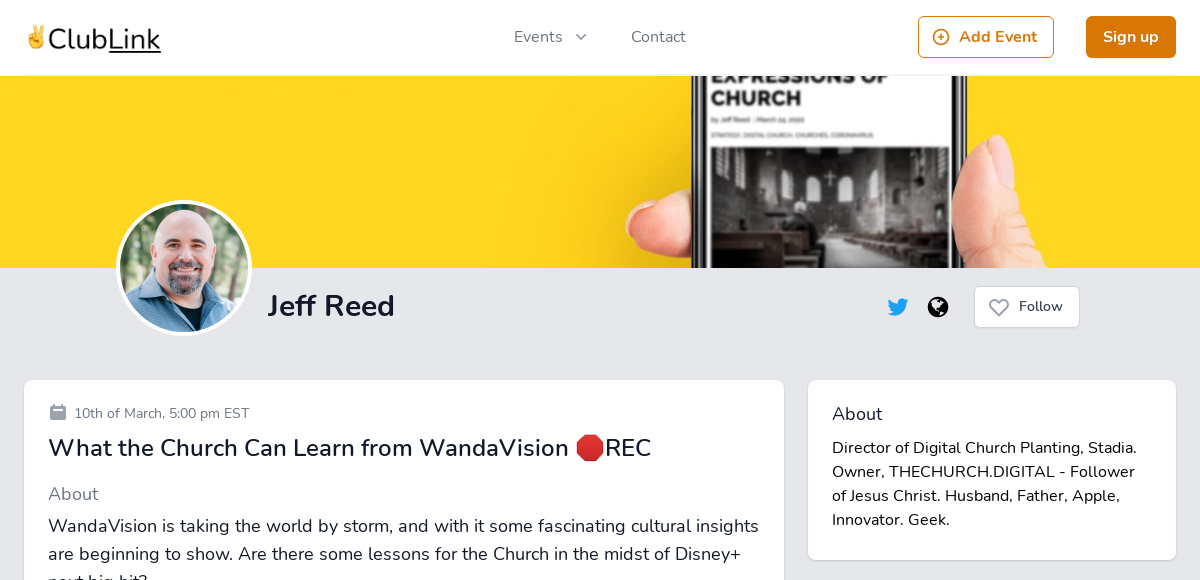 ✌ClubLink
Events
Contact
Add Event
Sign up
EXPRESSIONS OF
CHURCH
by Jeff Reed | March 24, 2020
STRATEGY, DIGITAL CHURCH, CHURCHES, CORONAVIRUS
Jeff Reed
Follow
10th of March, 5:00 pm EST
What the Church Can Learn from WandaVision 🛑REC
About
WandaVision is taking the world by storm, and with it some fascinating cultural insights
are beginning to show. Are there some lessons for the Church in the midst of Disney+
next big hit?
About
Director of Digital Church Planting, Stadia.
Owner, THECHURCH.DIGITAL - Follower
of Jesus Christ. Husband, Father, Apple,
Innovator. Geek.